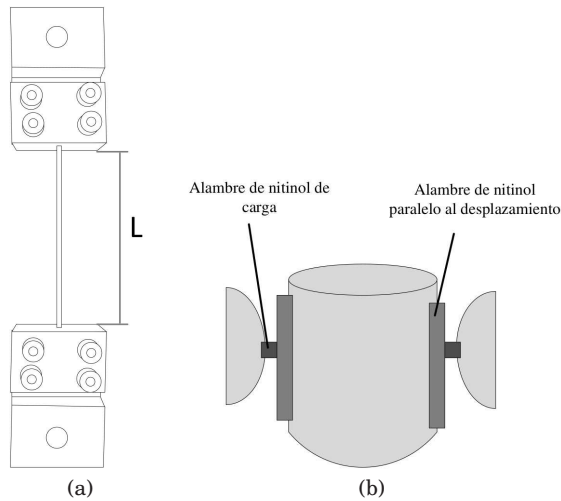 L
Alambre de nitinol de
carga
Alambre de nitinol
paralelo al desplazamiento
(a)
(b)